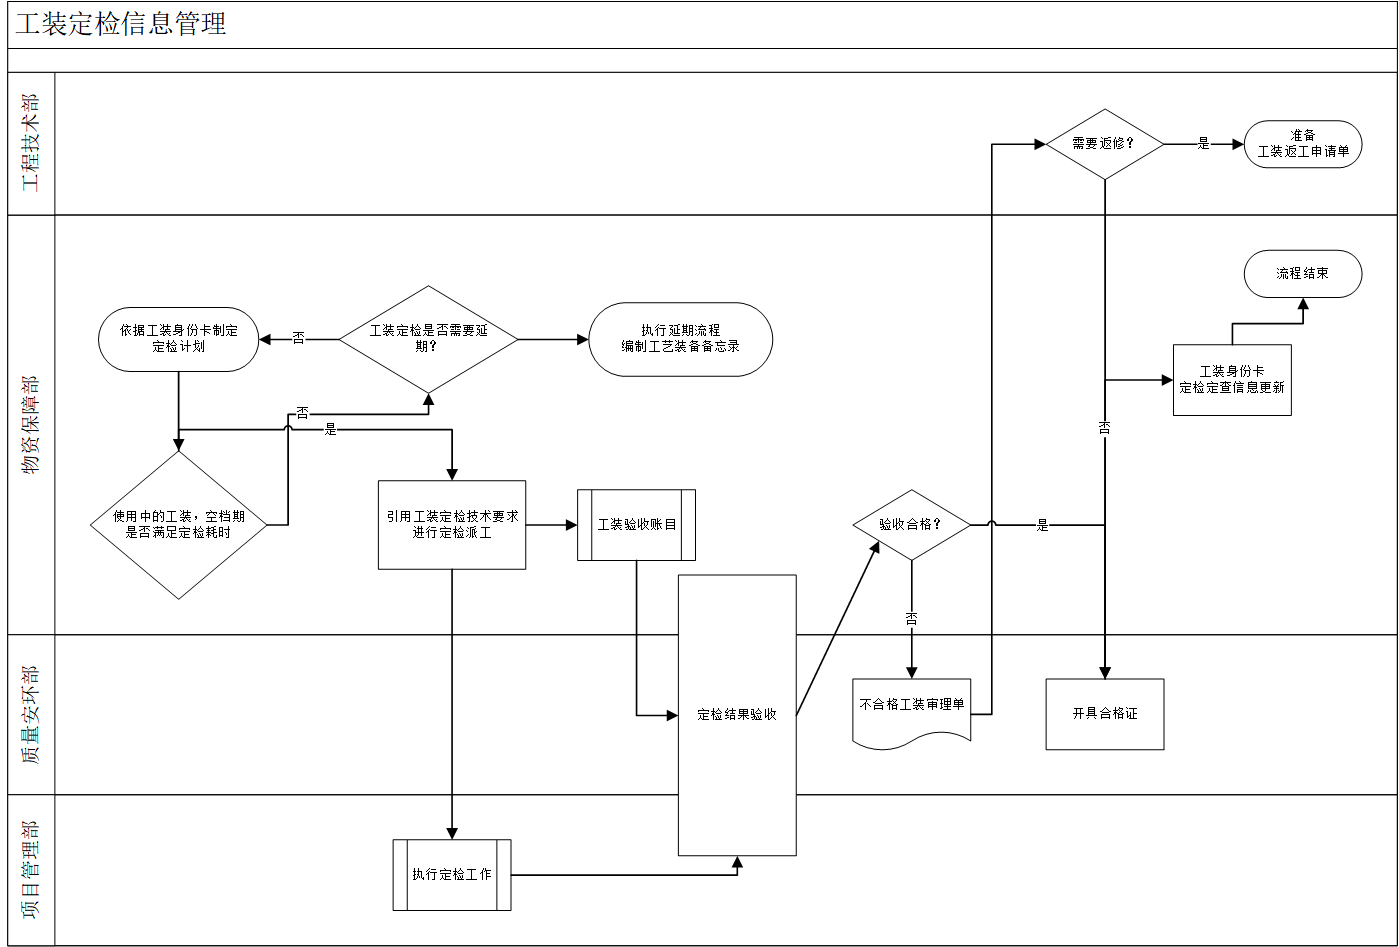 工装定检信息管理
工程技术部
需要返修？
是
准备
工装返工申请单
物资保障部
流程结束
依据工装身份卡制定
定检计划
否
工装定检是否需要延
期？
执行延期流程
编制工艺装备备忘录
工装身份卡
定检定查信息更新
否
是
否
使用中的工装，空档期
是否满足定检耗时
引用工装定检技术要求
进行定检派工
工装验收账目
验收合格？
是
否
质量安环部
定检结果验收
不合格工装审理单
开具合格证
项目管理部
执行定检工作